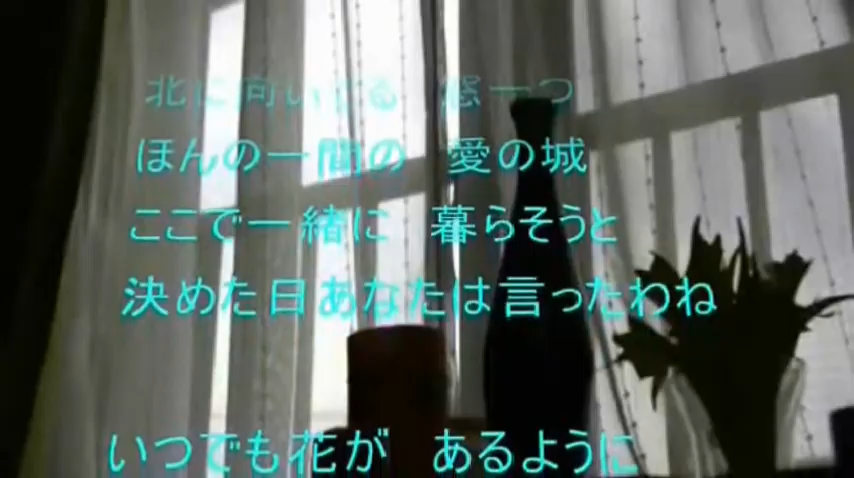 北に向いてる　窓一つ
ほんの一間の　愛の城
ここで一緒に　暮らそうと
決めた日あなたは言ったわね
いつでも花が　あるように